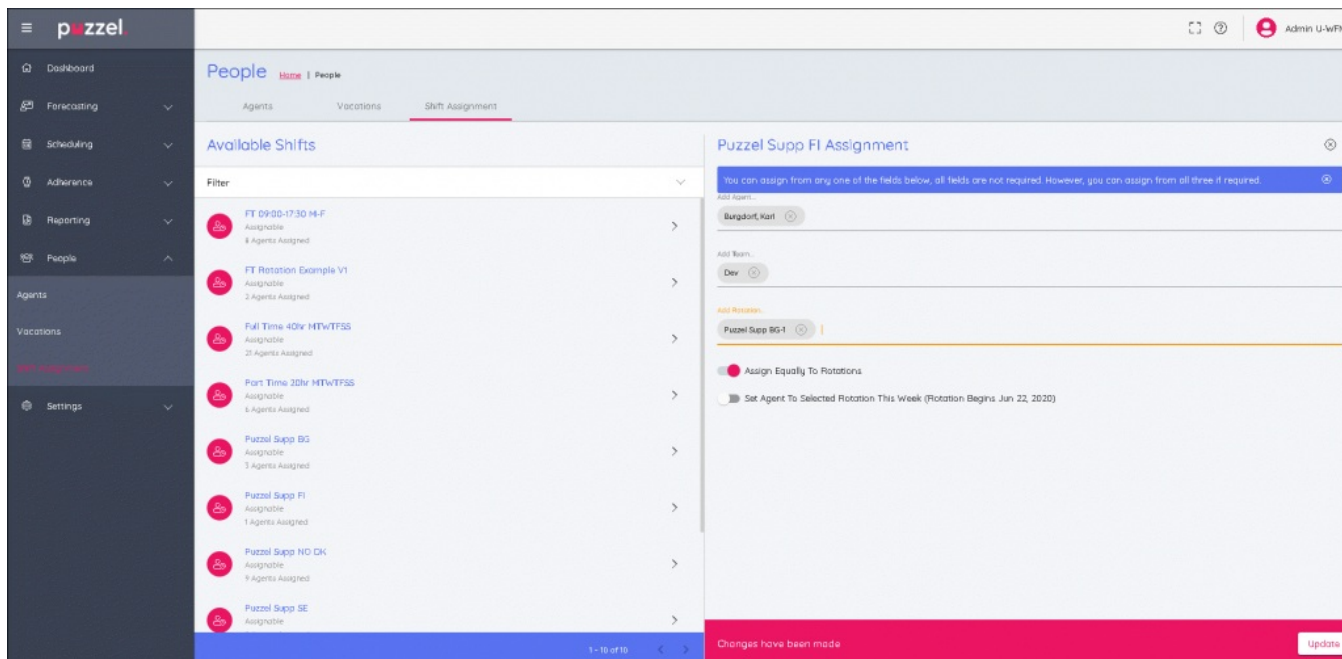 puzzel.
Admin U-WFM
Dashboard
Forecasting
Scheduling
Adherence
Reporting
People
Agents
Vacations
Shift Assignment
Settings
People Home | People
Agents Vacations Shift Assignment
Available Shifts
Filter
FT 09:00-17:30 M-F
Assignable
8 Agents Assigned
FT Rotation Example V1
Assignable
2 Agents Assigned
Full Time 40hr MTWTFSS
Assignable
21 Agents Assigned
Part Time 20hr MTWTFSS
Assignable
6 Agents Assigned
Puzzel Supp BG
Assignable
3 Agents Assigned
Puzzel Supp FI
Assignable
1 Agents Assigned
Puzzel Supp NO DK
Assignable
9 Agents Assigned
Puzzel Supp SE
Assignable
1 - 10 of 10
Puzzel Supp FI Assignment
You can assign from any one of the fields below, all fields are not required. However, you can assign from all three if required.
Add Agent...
Burgdorf, Karl
Add Team...
Dev
Add Rotation...
Puzzel Supp BG-1
Assign Equally To Rotations
Set Agent To Selected Rotation This Week (Rotation Begins Jun 22, 2020)
Changes have been made
Update